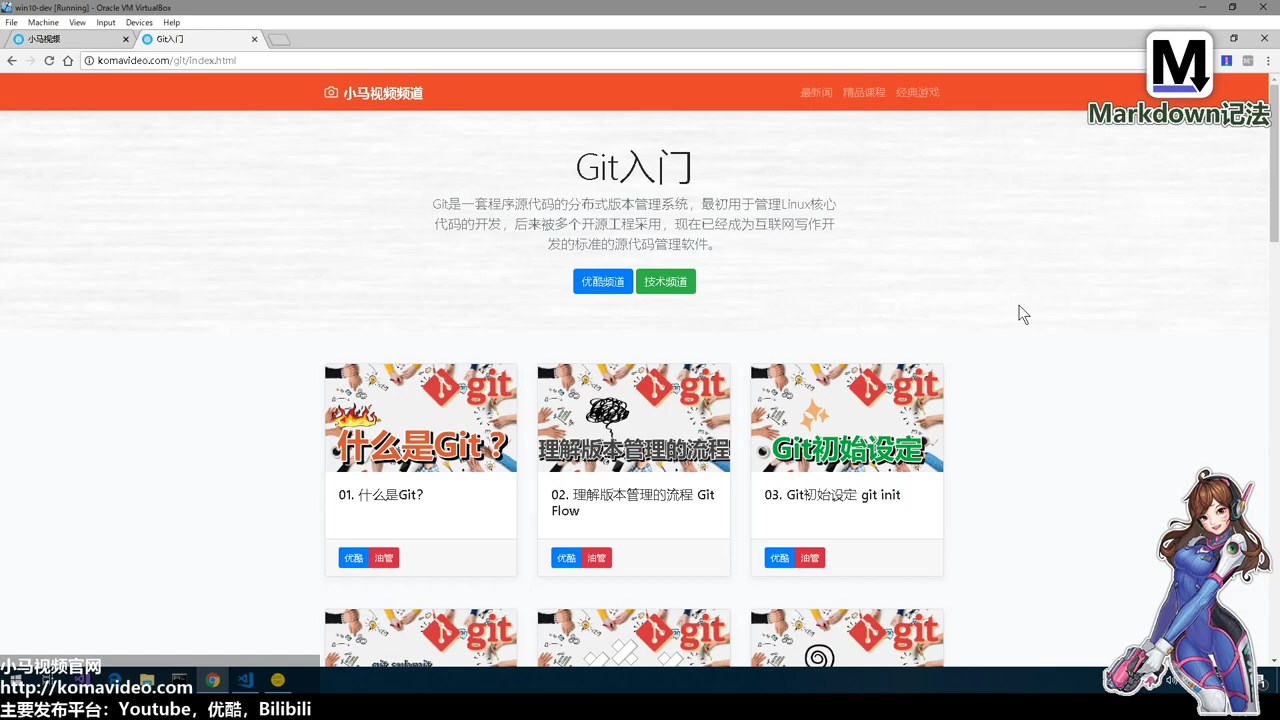 win10-dev [Running] - Oracle VM VirtualBox
File Machine View Input Devices Help
小马视频
Git入门
komavideo.com/git/index.html
小马视频频道
最新闻 精品课程 经典游戏
M
Markdown记法
Git入门
Git是一套程序源代码的分布式版本管理系统，最初用于管理Linux核心
代码的开发，后来被多个开源工程采用，现在已经成为互联网写作开
发的标准的源代码管理软件。
优酷频道 技术频道
git
什么是Git？
git
理解版本管理的流程
git
Git初始设定
01. 什么是Git?
02. 理解版本管理的流程 Git
Flow
03. Git初始设定 git init
优酷 油管
优酷 油管
优酷 油管
git
git
git
小马视频官网
http://komavideo.com
主要发布平台：Youtube，优酷，Bilibili